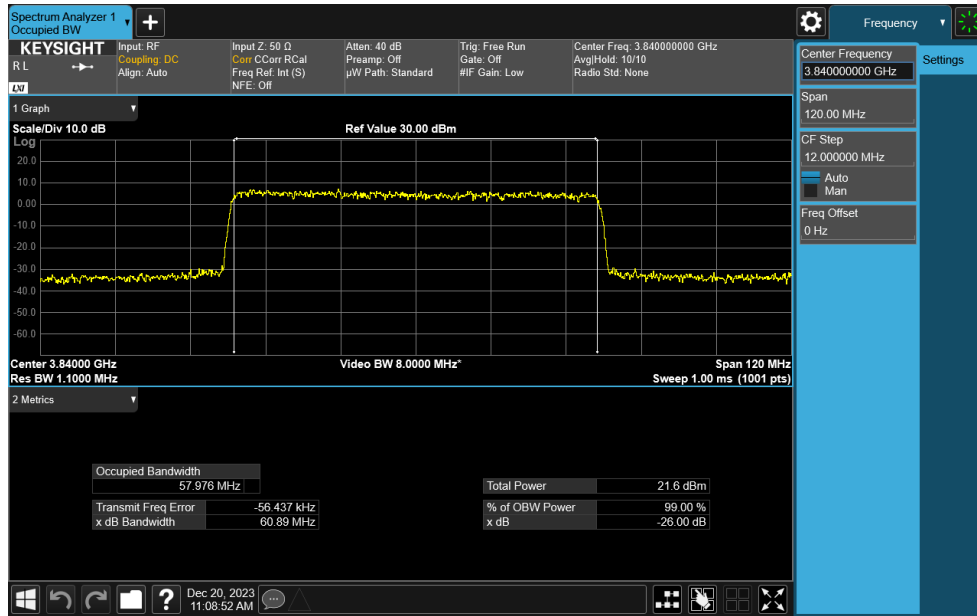 Spectrum Analyzer 1
Occupied BW
Frequency
KEYSIGHT
R L
LXI
Input: RF
Coupling: DC
Align: Auto
Input Z: 50 Ω
Corr CCorr RCal
Freq Ref: Int (S)
NFE: Off
Atten: 40 dB
Preamp: Off
µW Path: Standard
Trig: Free Run
Gate: Off
#IF Gain: Low
Center Freq: 3.840000000 GHz
Avg|Hold: 10/10
Radio Std: None
Center Frequency
3.840000000 GHz
Settings
Span
120.00 MHz
CF Step
12.000000 MHz
Auto
Man
Freq Offset
0 Hz
1 Graph
Scale/Div 10.0 dB
Ref Value 30.00 dBm
Log
20.0
10.0
0.00
-10.0
-20.0
-30.0
-40.0
-50.0
-60.0
Center 3.84000 GHz
Video BW 8.0000 MHz*
Span 120 MHz
Res BW 1.1000 MHz
Sweep 1.00 ms (1001 pts)
2 Metrics
Occupied Bandwidth
57.976 MHz
Transmit Freq Error -56.437 kHz
x dB Bandwidth 60.89 MHz
Total Power 21.6 dBm
% of OBW Power 99.00 %
x dB -26.00 dB
?
Dec 20, 2023
11:08:52 AM